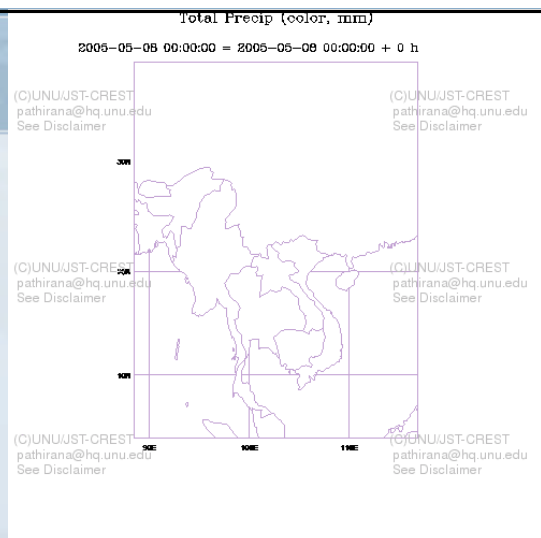 Total Precip (color, mm)
2005-05-08 00:00:00 = 2005-05-08 00:00:00 + 0 h
(C)UNU/JST-CREST (C)UNU/JST-CREST
pathirana@hq.unu.edu pathirana@hq.unu.edu
See Disclaimer See Disclaimer
30N
(C)UNU/JST-CREST (C)UNU/JST-CREST
20N
pathirana@hq.unu.edu pathirana@hq.unu.edu
See Disclaimer See Disclaimer
10N
(C)UNU/JST-CREST (C)UNU/JST-CREST
90E 100E 110E
pathirana@hq.unu.edu pathirana@hq.unu.edu
See Disclaimer See Disclaimer